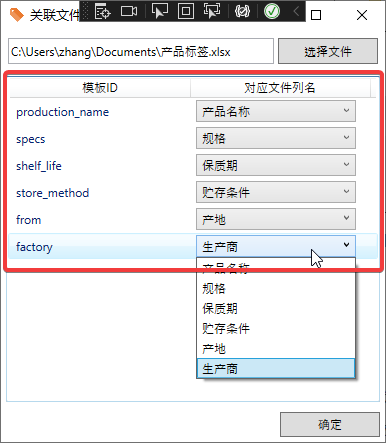 关联文件
C:\Users\zhang\Documents\产品标签.xlsx 选择文件
模板ID 对应文件列名
production_name 产品名称
specs 规格
shelf_life 保质期
store_method 贮存条件
from 产地
factory 生产商
产品名称
规格
保质期
贮存条件
产地
生产商
确定